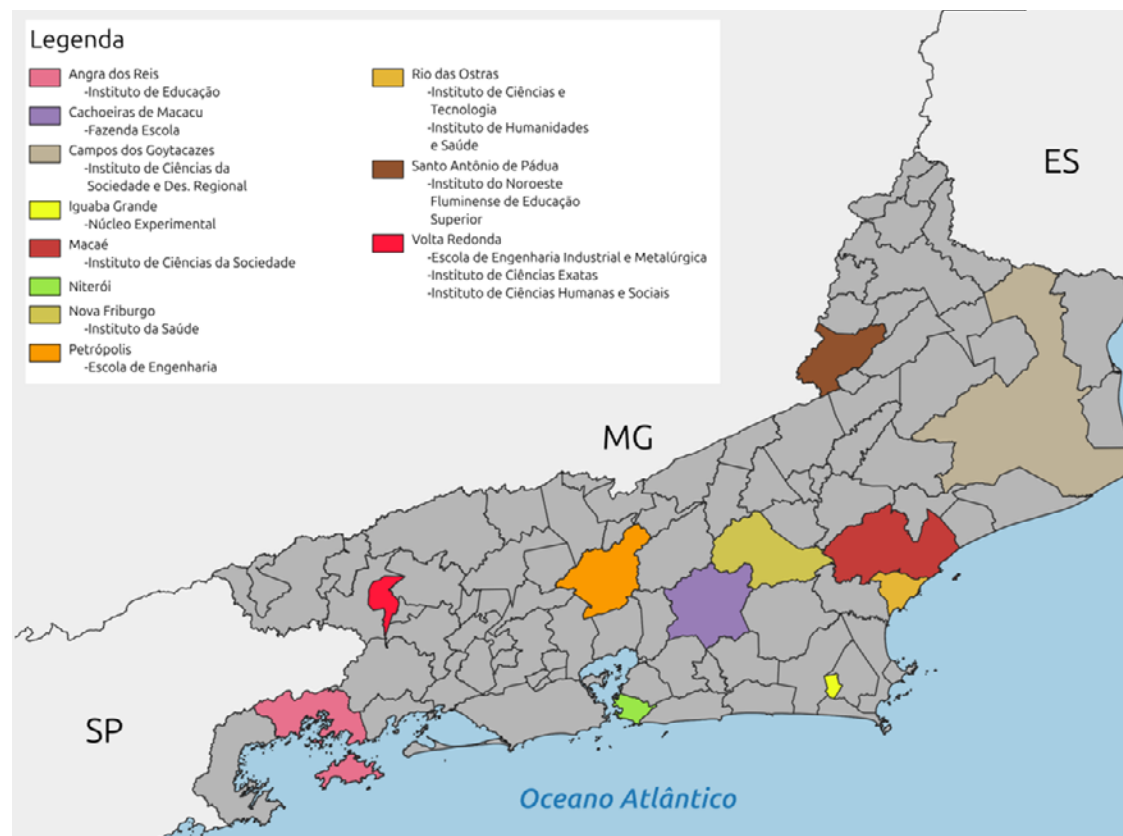 Legenda
Angra dos Reis
-Instituto de Educação
Cachoeiras de Macacu
-Fazenda Escola
Campos dos Goytacazes
-Instituto de Ciências da
Sociedade e Des. Regional
Iguaba Grande
-Núcleo Experimental
Macaé
-Instituto de Ciências da Sociedade
Niterói
Nova Friburgo
-Instituto da Saúde
Petrópolis
-Escola de Engenharia
Rio das Ostras
-Instituto de Ciências e
Tecnologia
-Instituto de Humanidades
e Saúde
Santo Antônio de Pádua
-Instituto do Noroeste
Fluminense de Educação
Superior
Volta Redonda
-Escola de Engenharia Industrial e Metalúrgica
-Instituto de Ciências Exatas
-Instituto de Ciências Humanas e Sociais
ES
MG
SP
Oceano Atlântico